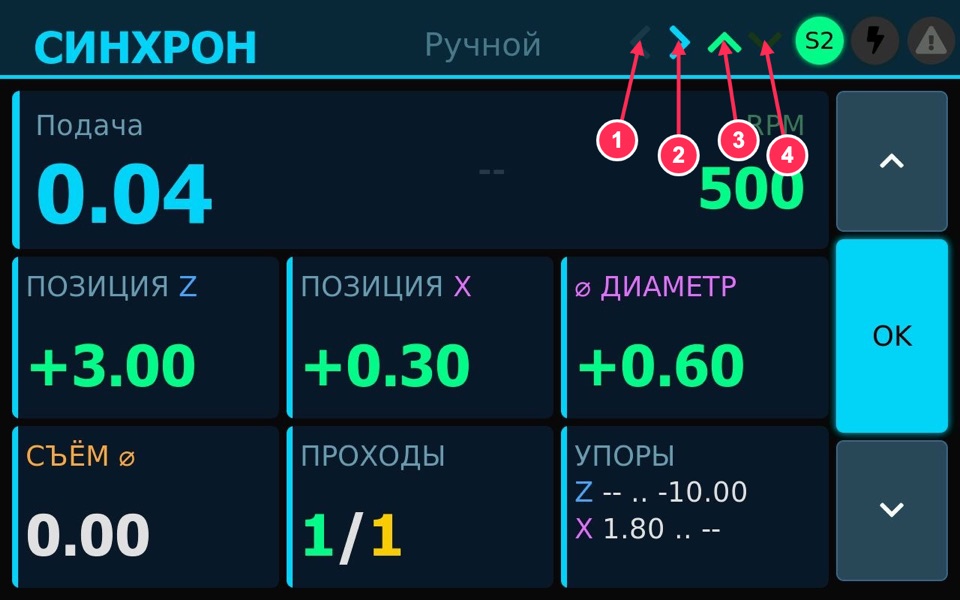 СИНХРОН
Ручной
S2
1
2
3
4
Подача
RPM
0.04
--
500
ПОЗИЦИЯ Z
+3.00
ПОЗИЦИЯ X
+0.30
⌀ ДИАМЕТР
+0.60
OK
СЪЁМ ⌀
0.00
ПРОХОДЫ
1/1
УПОРЫ
Z -- .. -10.00
X 1.80 .. --